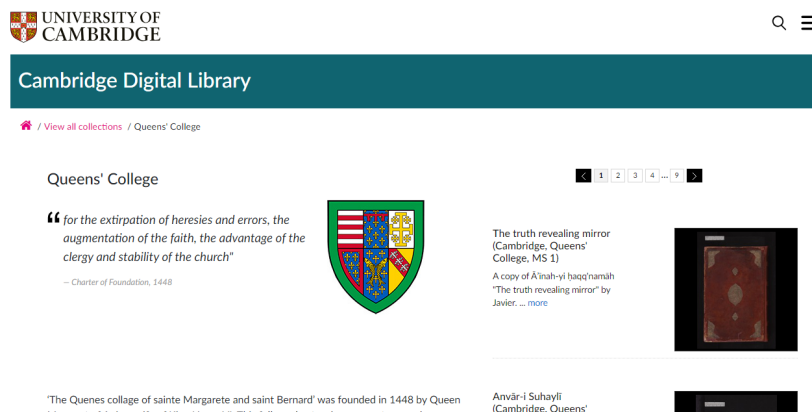 UNIVERSITY OF
CAMBRIDGE
Cambridge Digital Library
/ View all collections / Queens' College
Queens' College
“ for the extirpation of heresies and errors, the
augmentation of the faith, the advantage of the
clergy and stability of the church"
– Charter of Foundation, 1448
'The Quenes collage of sainte Margarete and saint Bernard' was founded in 1448 by Queen
1 2 3 4 ... 9
The truth revealing mirror
(Cambridge, Queens'
College, MS 1)
A copy of Ā'inah-yi ḥaqq'namāh
"The truth revealing mirror" by
Javier. ... more
Anvār-i Suhaylī
(Cambridge, Queens'